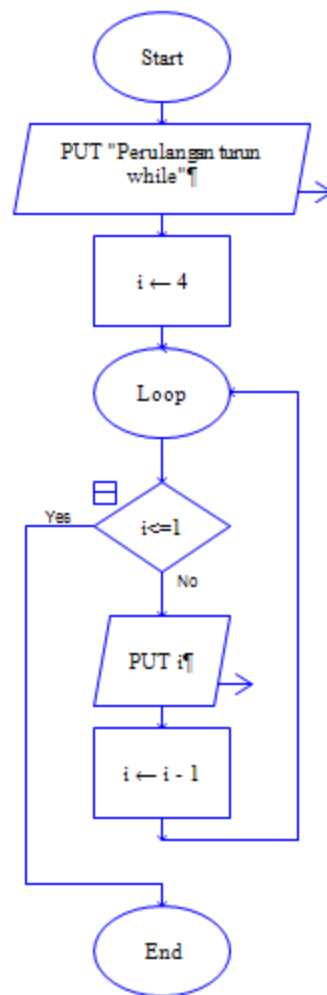 Start
PUT "Perulangan turun
while"¶
i ← 4
Loop
i<=1
Yes
No
PUT i¶
i ← i - 1
End